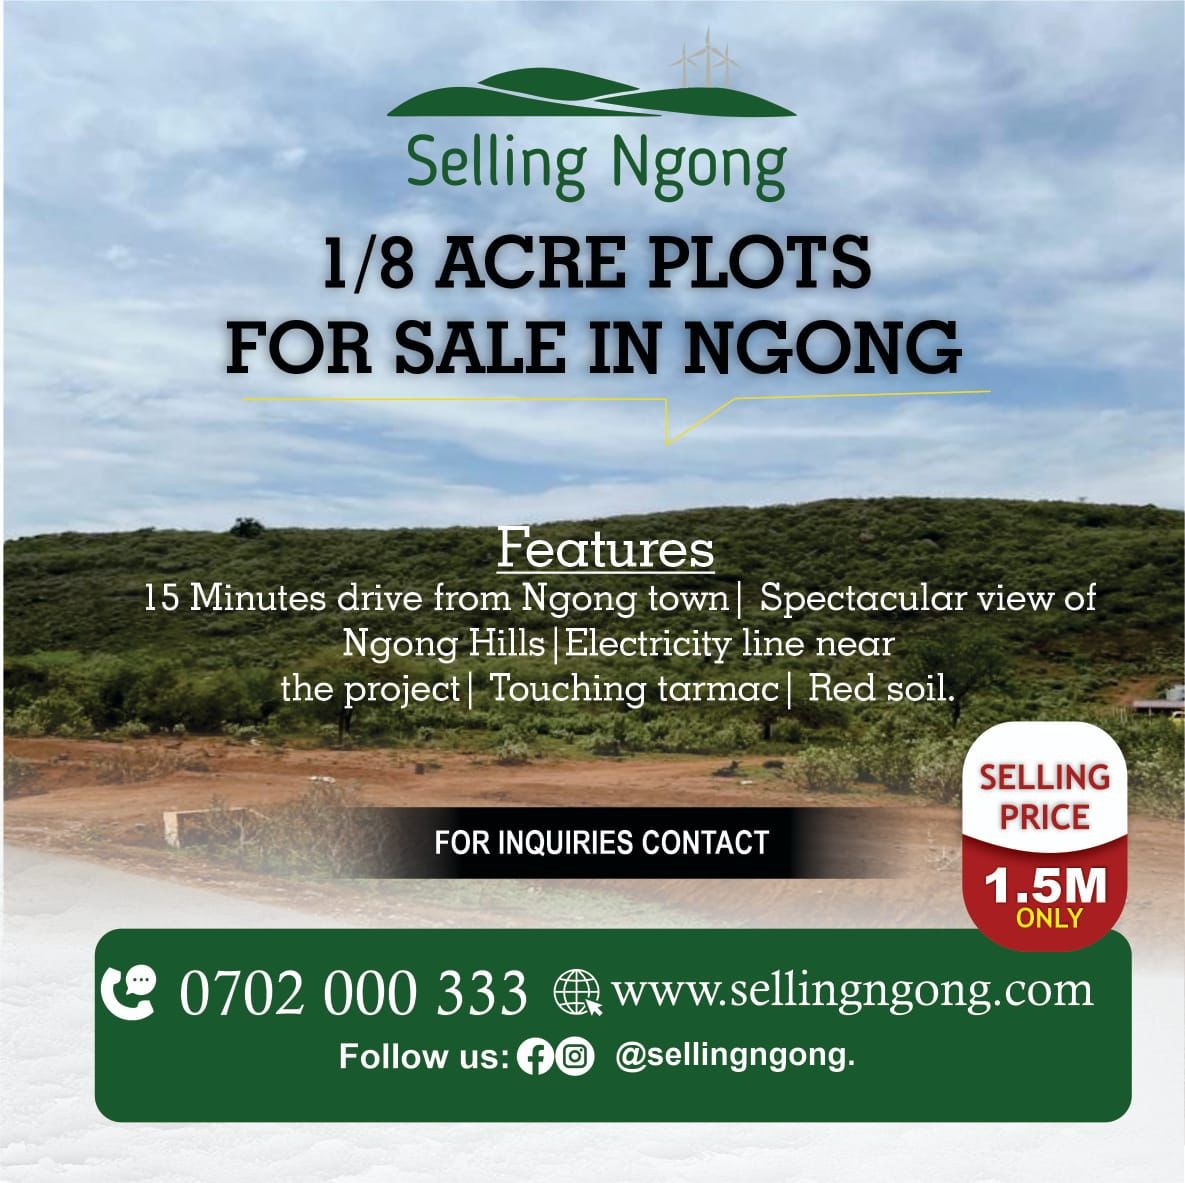 Selling Ngong
1/8 ACRE PLOTS
FOR SALE IN NGONG
Features
15 Minutes drive from Ngong town| Spectacular view of
Ngong Hills|Electricity line near
the project| Touching tarmac| Red soil.
SELLING
PRICE
1.5M
ONLY
FOR INQUIRIES CONTACT
0702 000 333 www.sellingngong.com
Follow us: @sellingngong.